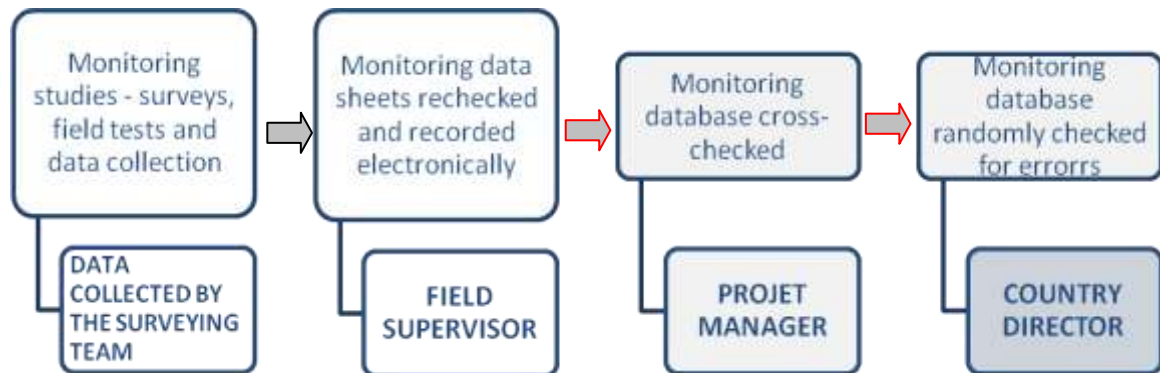 Monitoring
studies - surveys,
field tests and
data collection
DATA
COLLECTED BY
THE SURVEYING
TEAM
Monitoring data
sheets rechecked
and recorded
electronically
FIELD
SUPERVISOR
Monitoring
database cross-
checked
PROJET
MANAGER
Monitoring
database
randomly checked
for errorrs
COUNTRY
DIRECTOR